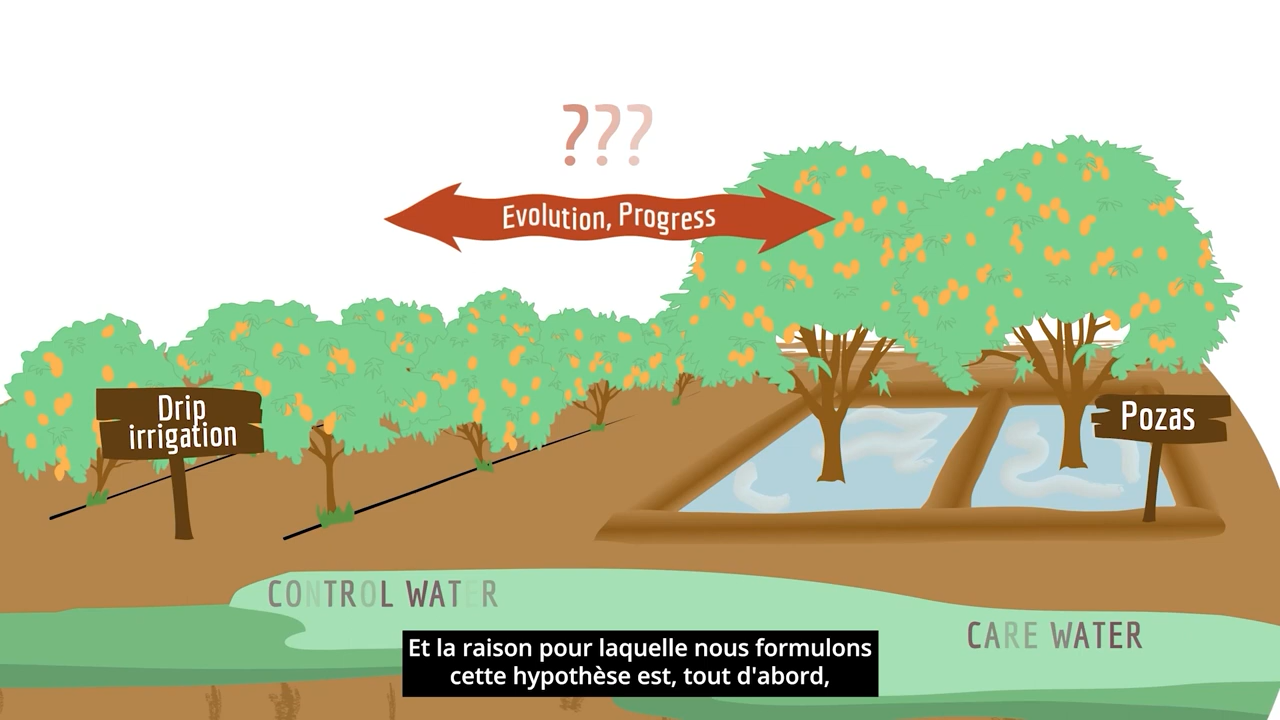 ???
Evolution, Progress
Drip
irrigation
Pozas
CONTROL WATER
CARE WATER
Et la raison pour laquelle nous formulons
cette hypothèse est, tout d'abord,